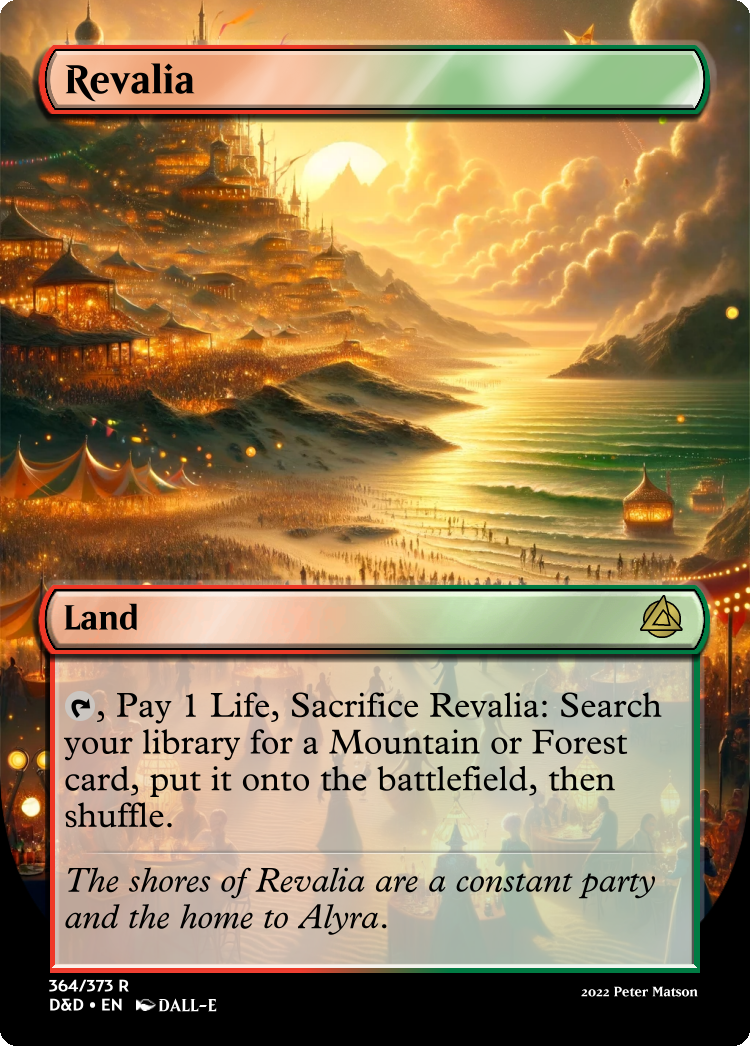 Revalia
Land
, Pay 1 Life, Sacrifice Revalia: Search
your library for a Mountain or Forest
card, put it onto the battlefield, then
shuffle.
The shores of Revalia are a constant party
and the home to Alyra.
364/373 R
D&D • EN DALL-E
2022 Peter Matson